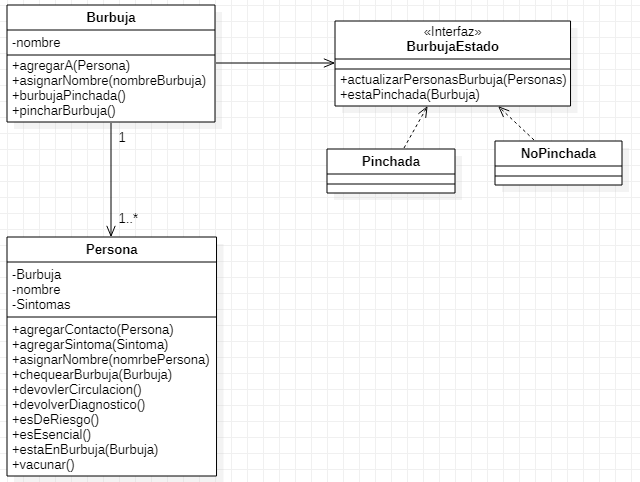 Burbuja
-nombre
+agregarA(Persona)
+asignarNombre(nombreBurbuja)
+burbujaPinchada()
+pincharBurbuja()
«Interfaz»
BurbujaEstado
+actualizarPersonasBurbuja(Personas)
+estaPinchada(Burbuja)
Pinchada
NoPinchada
1
1..*
Persona
-Burbuja
-nombre
-Sintomas
+agregarContacto(Persona)
+agregarSintoma(Sintoma)
+asignarNombre(nomrbePersona)
+chequearBurbuja(Burbuja)
+devovlerCirculacion()
+devolverDiagnostico()
+esDeRiesgo()
+esEsencial()
+estaEnBurbuja(Burbuja)
+vacunar()